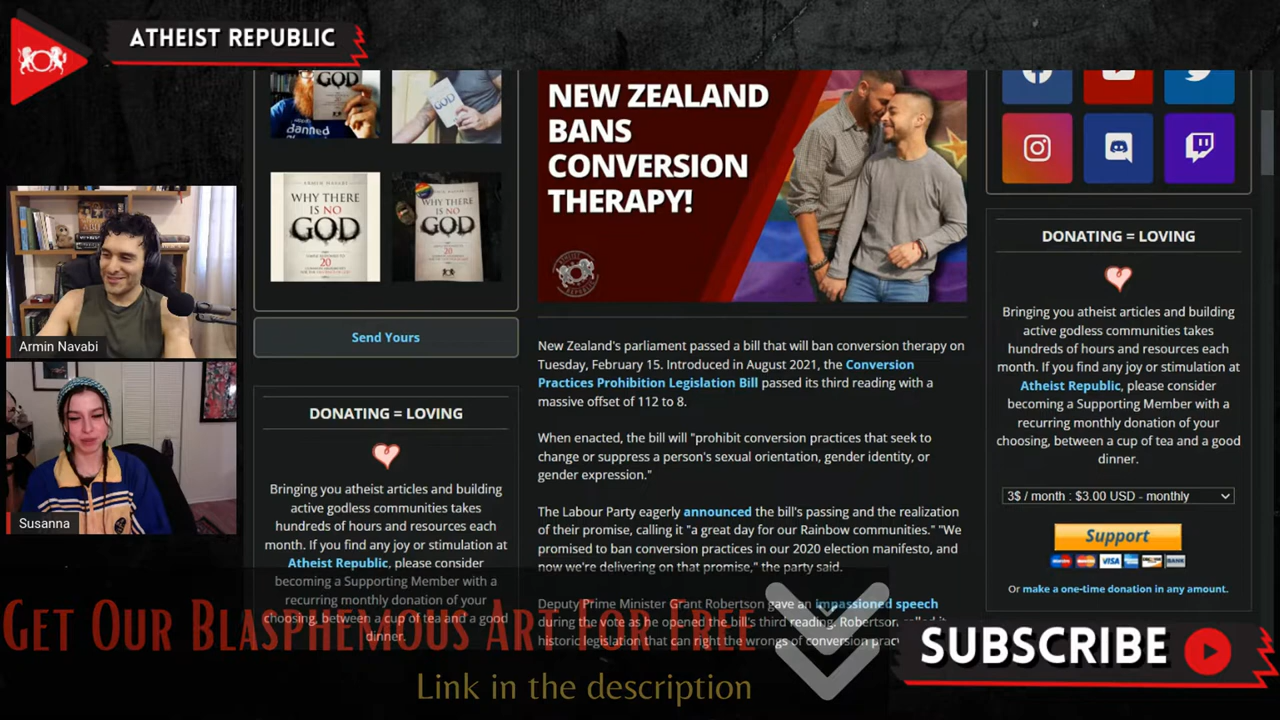 ATHEIST REPUBLIC
Banned
GOD
ARMIN NAVABI
WHY THERE
IS NO
GOD
20
WHY THERE
IS NO
GOD
20
Send Yours
DONATING = LOVING
Bringing you atheist articles and building
active godless communities takes
hundreds of hours and resources each
month. If you find any joy or stimulation at
Atheist Republic, please consider
becoming a Supporting Member with a
recurring monthly donation of your
choosing, between a cup of tea and a good
dinner.
NEW ZEALAND
BANS
CONVERSION
THERAPY!
New Zealand's parliament passed a bill that will ban conversion therapy on
Tuesday, February 15. Introduced in August 2021, the Conversion
Practices Prohibition Legislation Bill passed its third reading with a
massive offset of 112 to 8.
When enacted, the bill will "prohibit conversion practices that seek to
change or suppress a person's sexual orientation, gender identity, or
gender expression."
The Labour Party eagerly announced the bill's passing and the realization
of their promise, calling it "a great day for our Rainbow communities." "We
promised to ban conversion practices in our 2020 election manifesto, and
now we're delivering on that promise," the party said.
Deputy Prime Minister Grant Robertson gave an impassioned speech
during the vote as he opened the bill's third reading. Robertson called it
historic legislation that can right the wrongs of conversion prac
DONATING = LOVING
Bringing you atheist articles and building
active godless communities takes
hundreds of hours and resources each
month. If you find any joy or stimulation at
Atheist Republic, please consider
becoming a Supporting Member with a
recurring monthly donation of your
choosing, between a cup of tea and a good
dinner.
3$ / month : $3.00 USD - monthly
Support
VISA
BANK
Or make a one-time donation in any amount.
Armin Navabi
Susanna
Get Our Blasphemous Art For Free
Link in the description
SUBSCRIBE